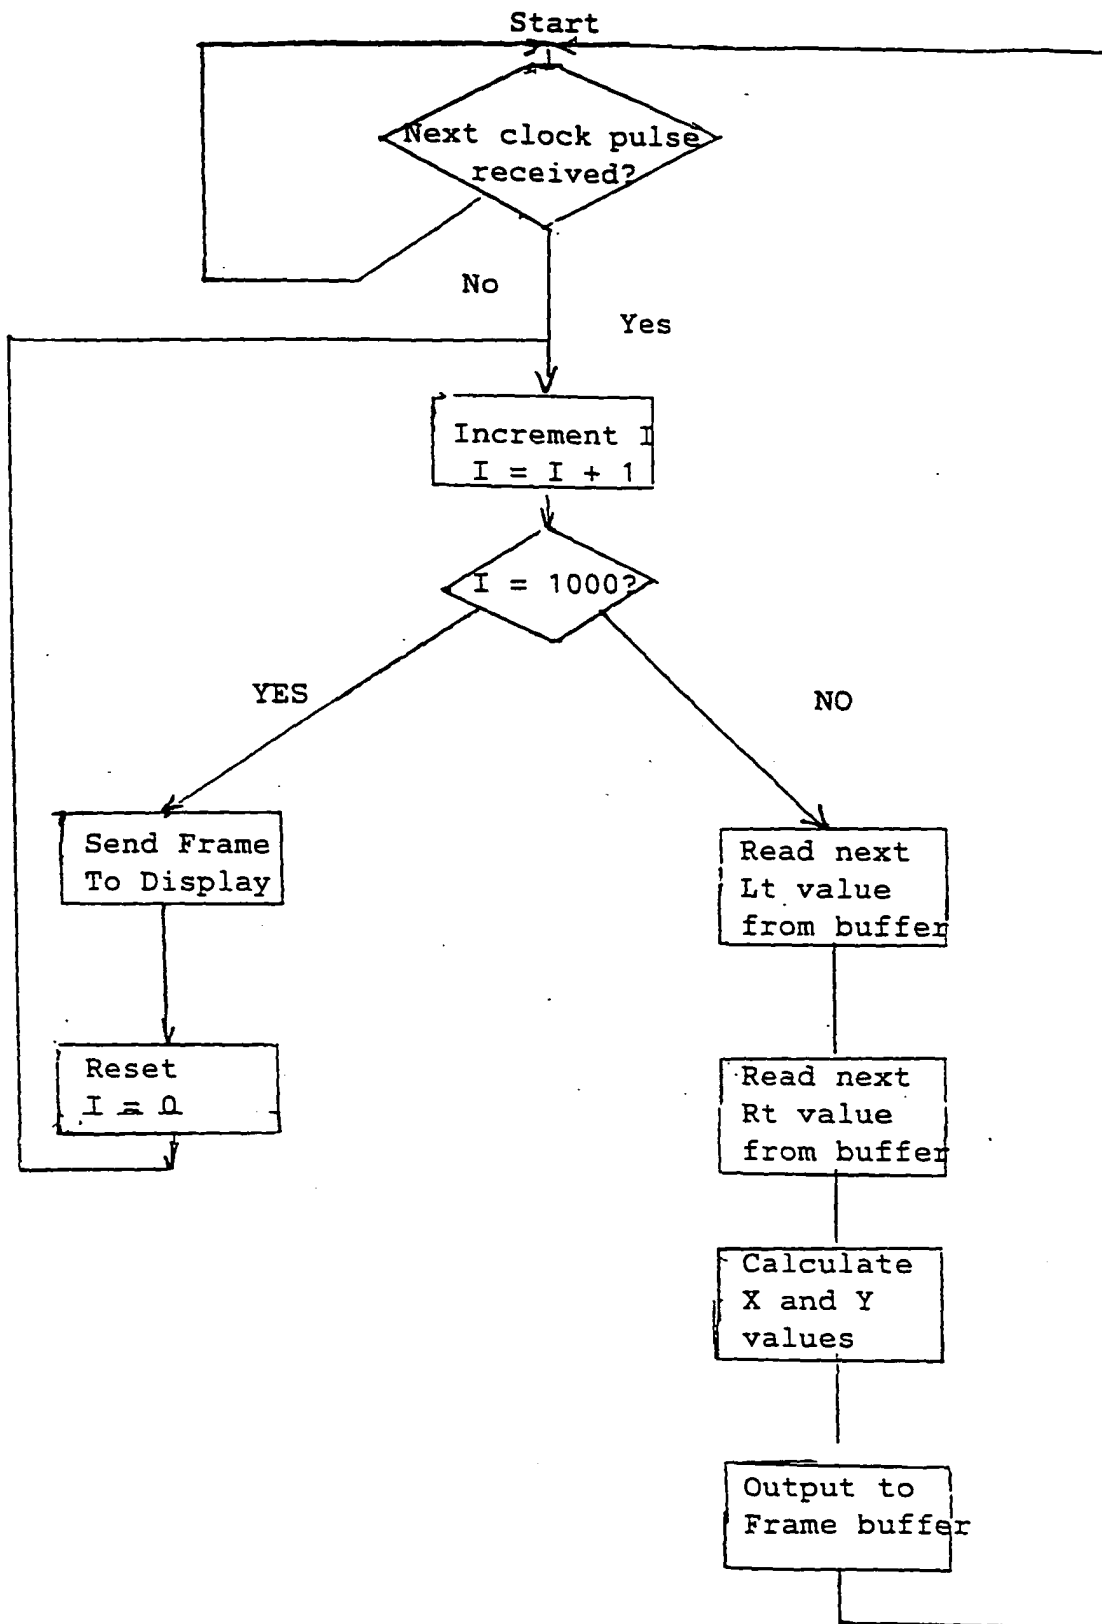 Start
Next clock pulse
received?
No
Yes
Increment I
I = I + 1
I = 1000?
YES
NO
Send Frame
To Display
Read next
Lt value
from buffer
Reset
I = 0
Read next
Rt value
from buffer
Calculate
X and Y
values
Output to
Frame buffer